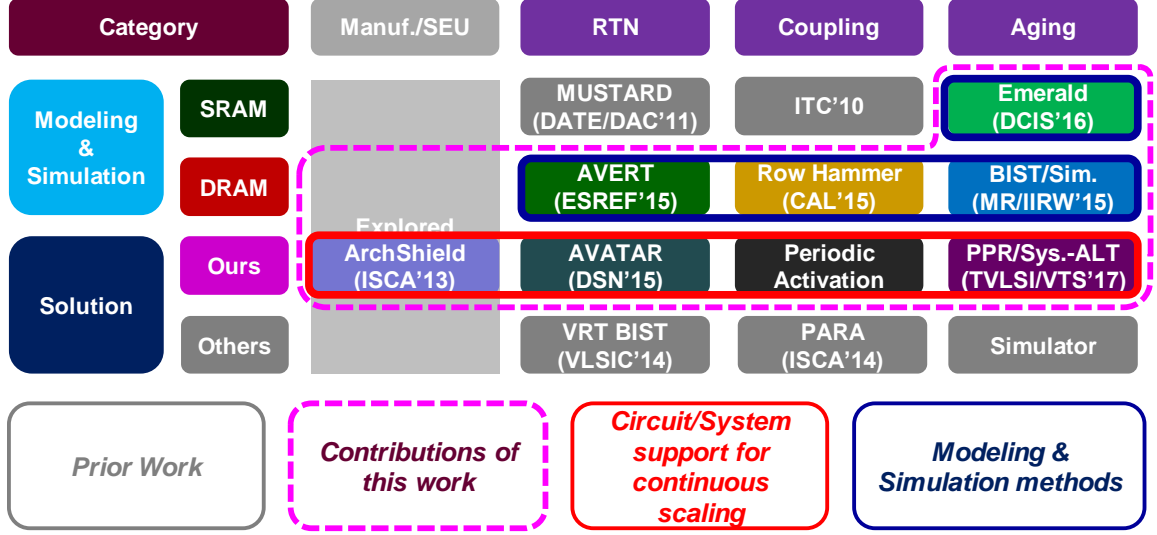 Category
Manuf./SEU
RTN
Coupling
Aging
Modeling
&
Simulation
SRAM
MUSTARD
(DATE/DAC'11)
ITC'10
Emerald
(DCIS'16)
DRAM
AVERT
(ESREF'15)
Row Hammer
(CAL'15)
BIST/Sim.
(MR/IIRW'15)
Explored
Solution
Ours
ArchShield
(ISCA'13)
AVATAR
(DSN'15)
Periodic
Activation
PPR/Sys.-ALT
(TVLSI/VTS'17)
Others
VRT BIST
(VLSIC'14)
PARA
(ISCA'14)
Simulator
Prior Work
Contributions of
this work
Circuit/System
support for
continuous
scaling
Modeling &
Simulation methods